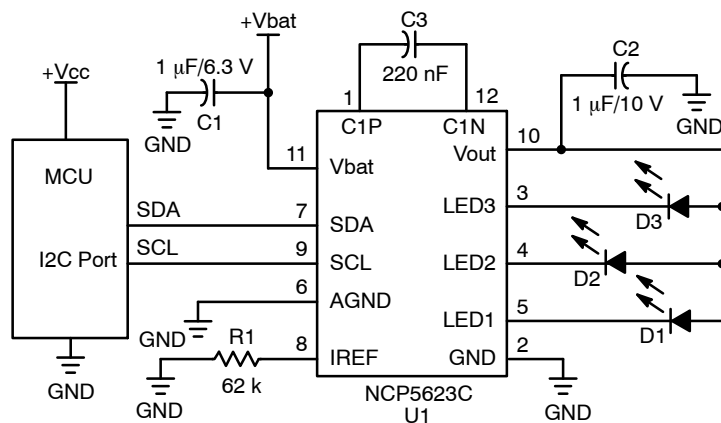 +Vbat
C3
+Vcc
1 μF/6.3 V
220 nF
C2
1 μF/10 V
C1
GND
GND
1
12
C1P
C1N
10
Vout
11
Vbat
MCU
I2C Port
SDA
7
SDA
SCL
9
SCL
LED3
3
D3
LED2
4
D2
6
AGND
GND
LED1
5
D1
R1
8
IREF
GND
2
62 k
GND
GND
GND
NCP5623C
U1